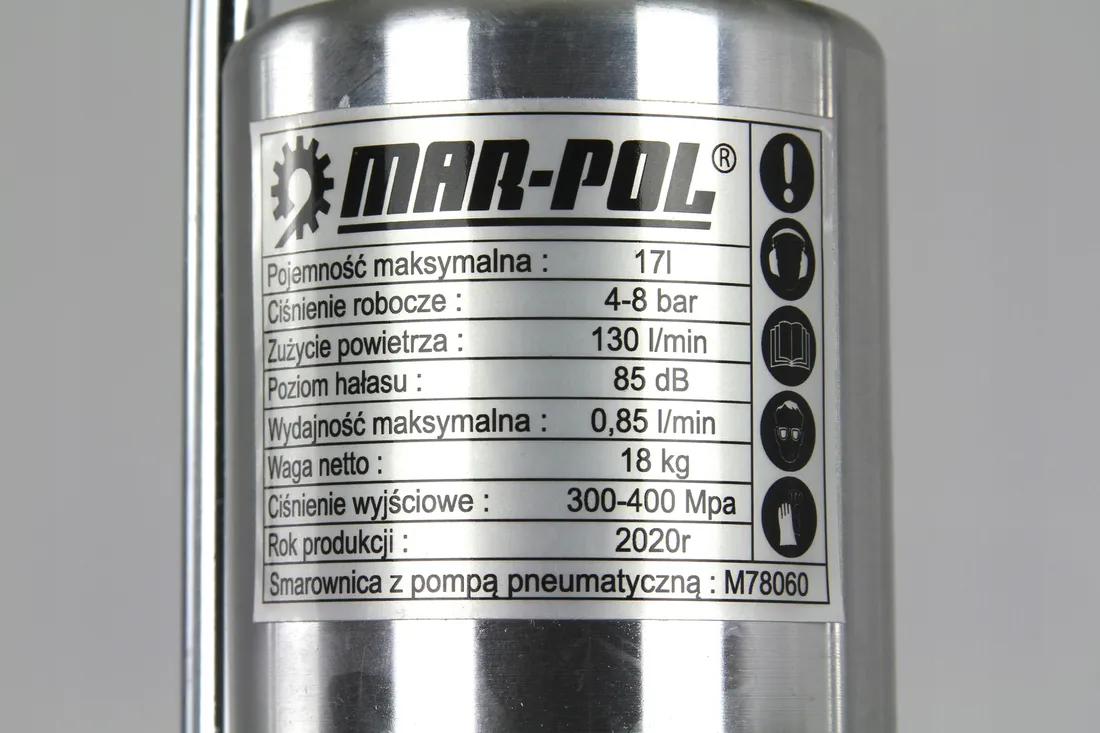 MAR-POL®
Pojemność maksymalna : 17l
Ciśnienie robocze : 4-8 bar
Zużycie powietrza : 130 l/min
Poziom hałasu : 85 dB
Wydajność maksymalna : 0,85 l/min
Waga netto : 18 kg
Ciśnienie wyjściowe : 300-400 Mpa
Rok produkcji : 2020r
Smarownica z pompą pneumatyczną : M78060